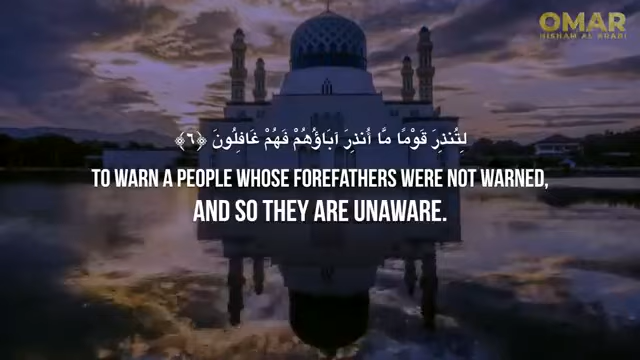 OMAR
HISHAM AL ARABI
لِتُنذِرَ قَوْمًا مَّا أُنذِرَ آبَاؤُهُمْ فَهُمْ غَافِلُونَ ﴿٦﴾
TO WARN A PEOPLE WHOSE FOREFATHERS WERE NOT WARNED,
AND SO THEY ARE UNAWARE.